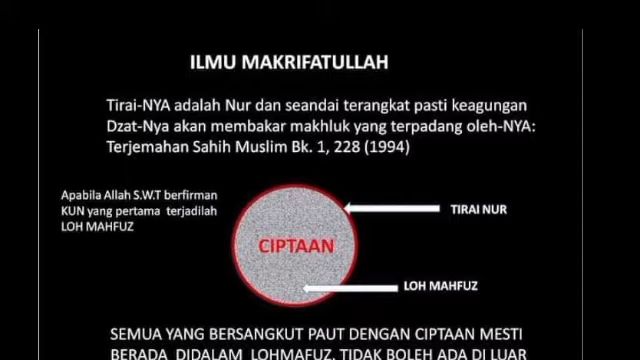 ILMU MAKRIFATULLAH
Tirai-NYA adalah Nur dan seandai terangkat pasti keagungan
Dzat-Nya akan membakar makhluk yang terpadang oleh-NYA:
Terjemahan Sahih Muslim Bk. 1, 228 (1994)
Apabila Allah S.W.T berfirman
KUN yang pertama terjadilah
LOH MAHFUZ
TIRAI NUR
CIPTAAN
LOH MAHFUZ
SEMUA YANG BERSANGKUT PAUT DENGAN CIPTAAN MESTI
BERADA DIDALAM LOHMAFUZ. TIDAK BOLEH ADA DI LUAR